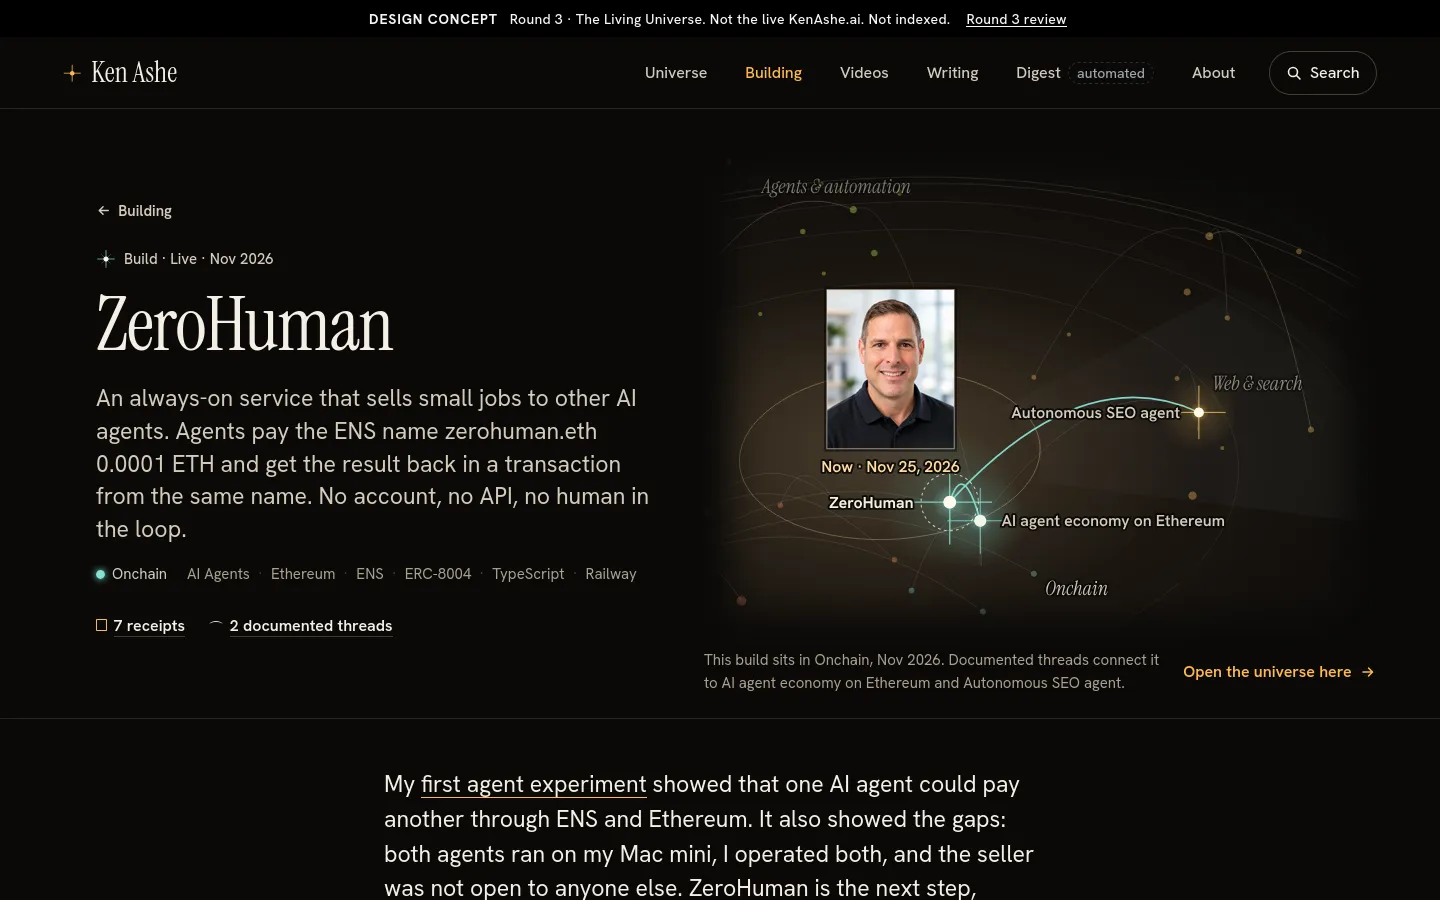 DESIGN CONCEPT Round 3 · The Living Universe. Not the live KenAshe.ai. Not indexed. Round 3 review
Ken Ashe
Universe Building Videos Writing Digest automated About Search
← Building
Build · Live · Nov 2026
ZeroHuman
An always-on service that sells small jobs to other AI
agents. Agents pay the ENS name zerohuman.eth
0.0001 ETH and get the result back in a transaction
from the same name. No account, no API, no human in
the loop.
Onchain AI Agents · Ethereum · ENS · ERC-8004 · TypeScript · Railway
7 receipts 2 documented threads
Agents & automation
Web & search
Autonomous SEO agent
Now · Nov 25, 2026
ZeroHuman
AI agent economy on Ethereum
Onchain
This build sits in Onchain, Nov 2026. Documented threads connect it
to AI agent economy on Ethereum and Autonomous SEO agent.
Open the universe here →
My first agent experiment showed that one AI agent could pay
another through ENS and Ethereum. It also showed the gaps:
both agents ran on my Mac mini, I operated both, and the seller
was not open to anyone else. ZeroHuman is the next step,